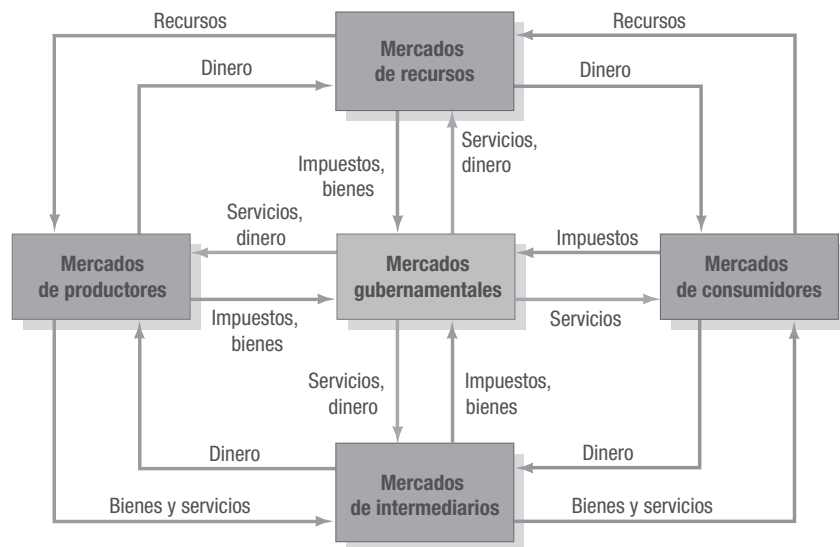 Recursos
Recursos
Mercados
de recursos
Dinero
Dinero
Impuestos,
bienes
Servicios,
dinero
Servicios,
dinero
Impuestos
Mercados
de productores
Mercados
gubernamentales
Mercados
de consumidores
Impuestos,
bienes
Servicios
Servicios,
dinero
Impuestos,
bienes
Dinero
Dinero
Mercados
de intermediarios
Bienes y servicios
Bienes y servicios